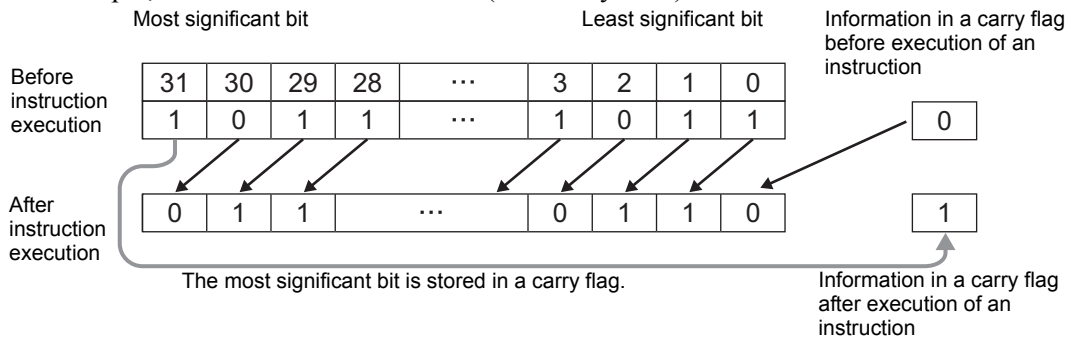 Most significant bit Least significant bit Information in a carry flag
before execution of an
instruction
Before
instruction
execution
31 30 29 28 ··· 3 2 1 0
1 0 1 1 ··· 1 0 1 1 0
After
instruction
execution
0 1 1 ··· 0 1 1 0 1
The most significant bit is stored in a carry flag.
Information in a carry flag
after execution of an
instruction